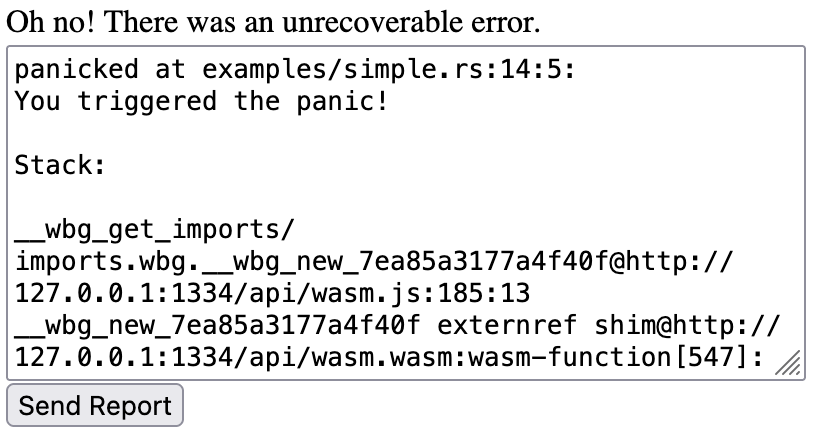 Oh no! There was an unrecoverable error.
panicked at examples/simple.rs:14:5:
You triggered the panic!
Stack:
__wbg_get_imports/
imports.wbg.__wbg_new_7ea85a3177a4f40f@http://
127.0.0.1:1334/api/wasm.js:185:13
__wbg_new_7ea85a3177a4f40f externref shim@http://
127.0.0.1:1334/api/wasm.wasm:wasm-function[547]:
Send Report